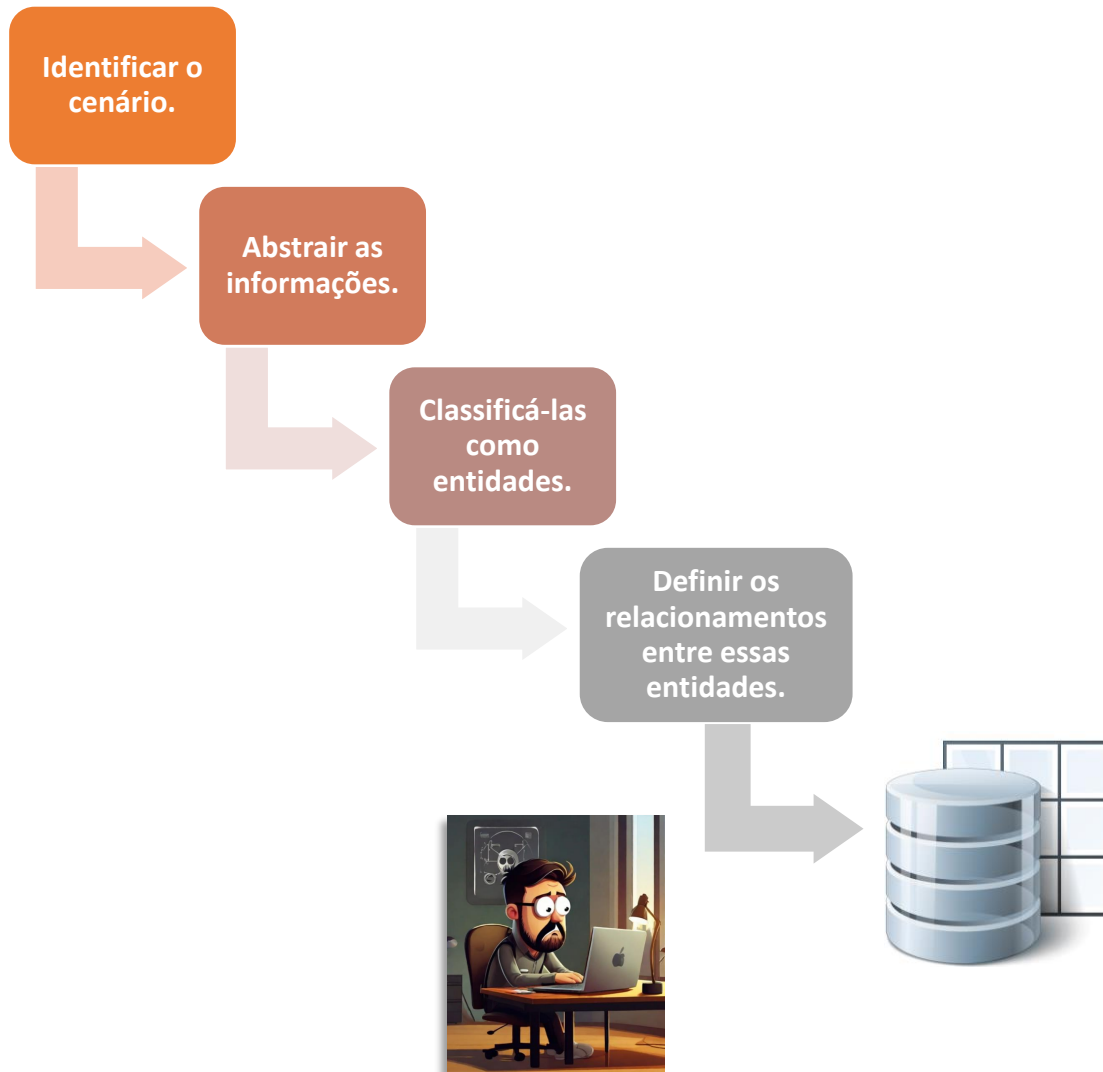 Identificar o
cenário.
Abstrair as
informações.
Classificá-las
como
entidades.
Definir os
relacionamentos
entre essas
entidades.